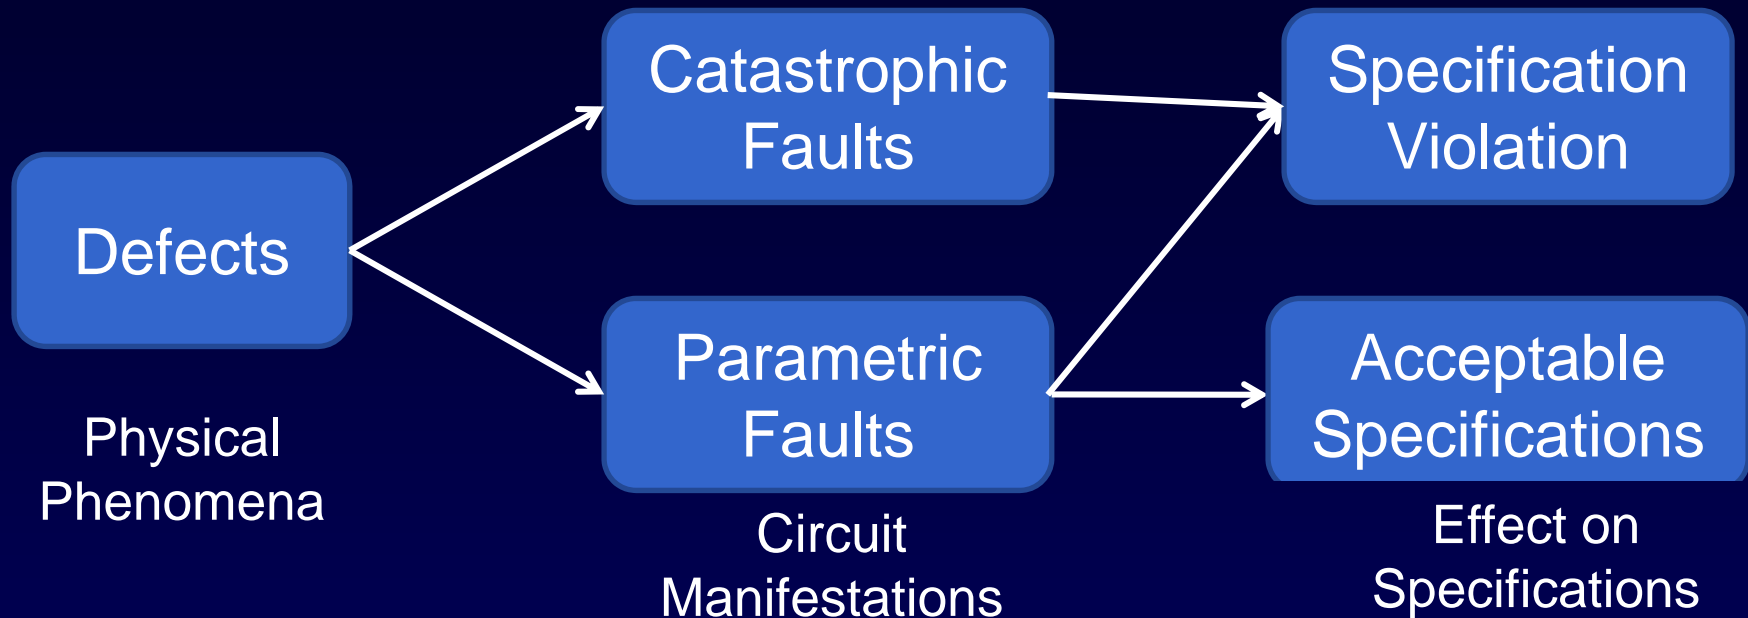 Defects
Physical
Phenomena
Catastrophic
Faults
Parametric
Faults
Circuit
Manifestations
Specification
Violation
Acceptable
Specifications
Effect on
Specifications